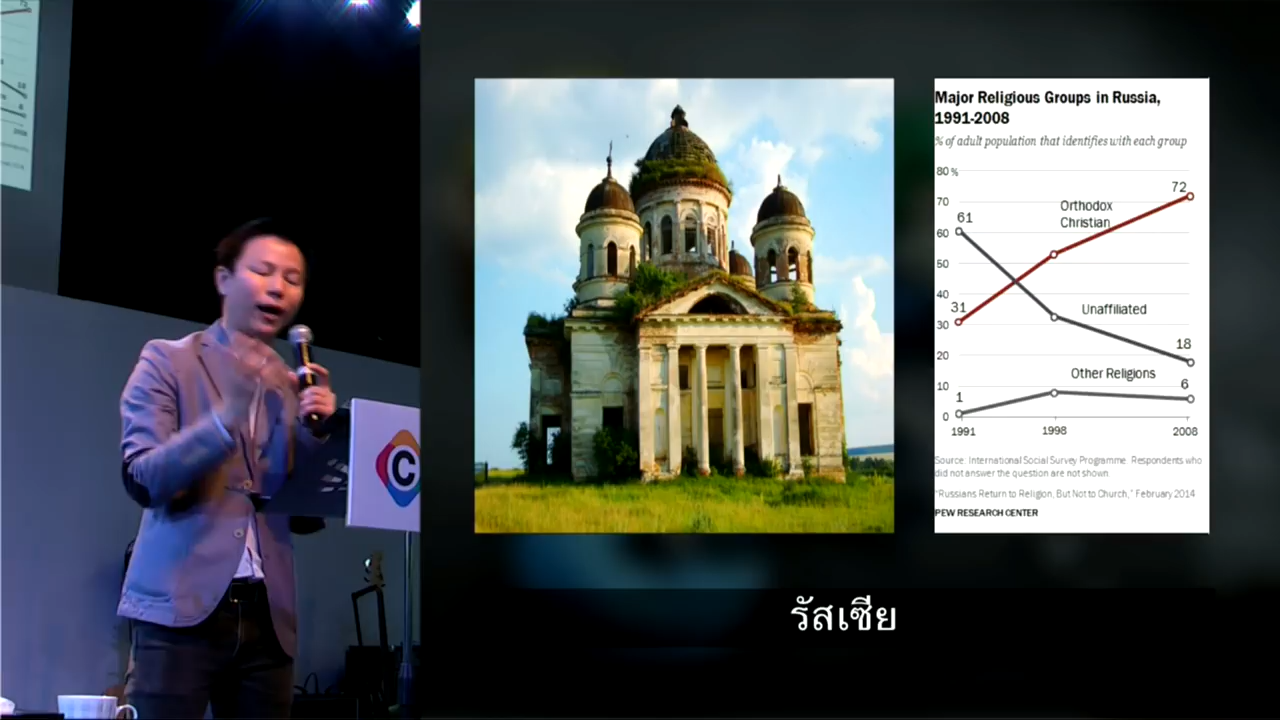 Major Religious Groups in Russia,
1991-2008
% of adult population that identifies with each group
80 %
70
60
50
40
30
20
10
0
61
31
1
72
18
6
Orthodox
Christian
Unaffiliated
Other Religions
1991
1998
2008
Source: International Social Survey Programme. Respondents who
did not answer the question are not shown
"Russians Return to Religion, But Not to Church," February 2014
PEW RESEARCH CENTER
C
รัสเซีย